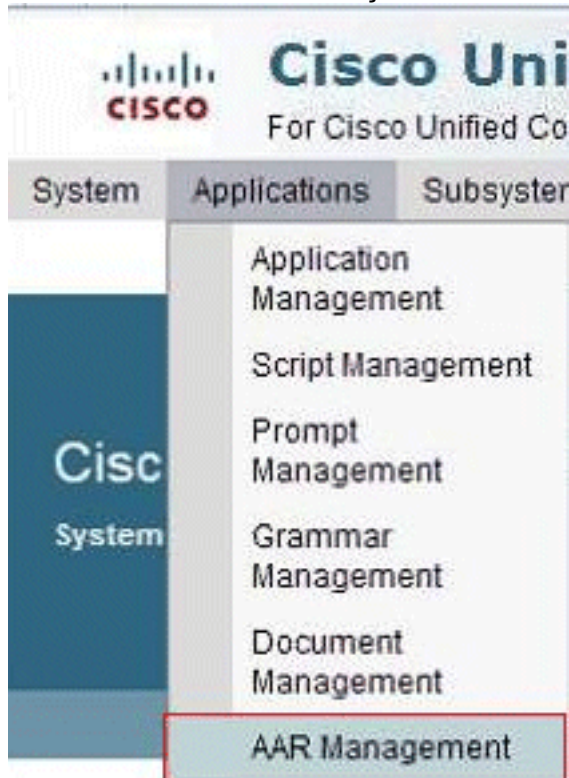 CISCO
Cisco Uni
For Cisco Unified Co
System Applications Subsyster
Application
Management
Script Management
Prompt
Management
Grammar
Management
Document
Management
AAR Management
Cisc
System